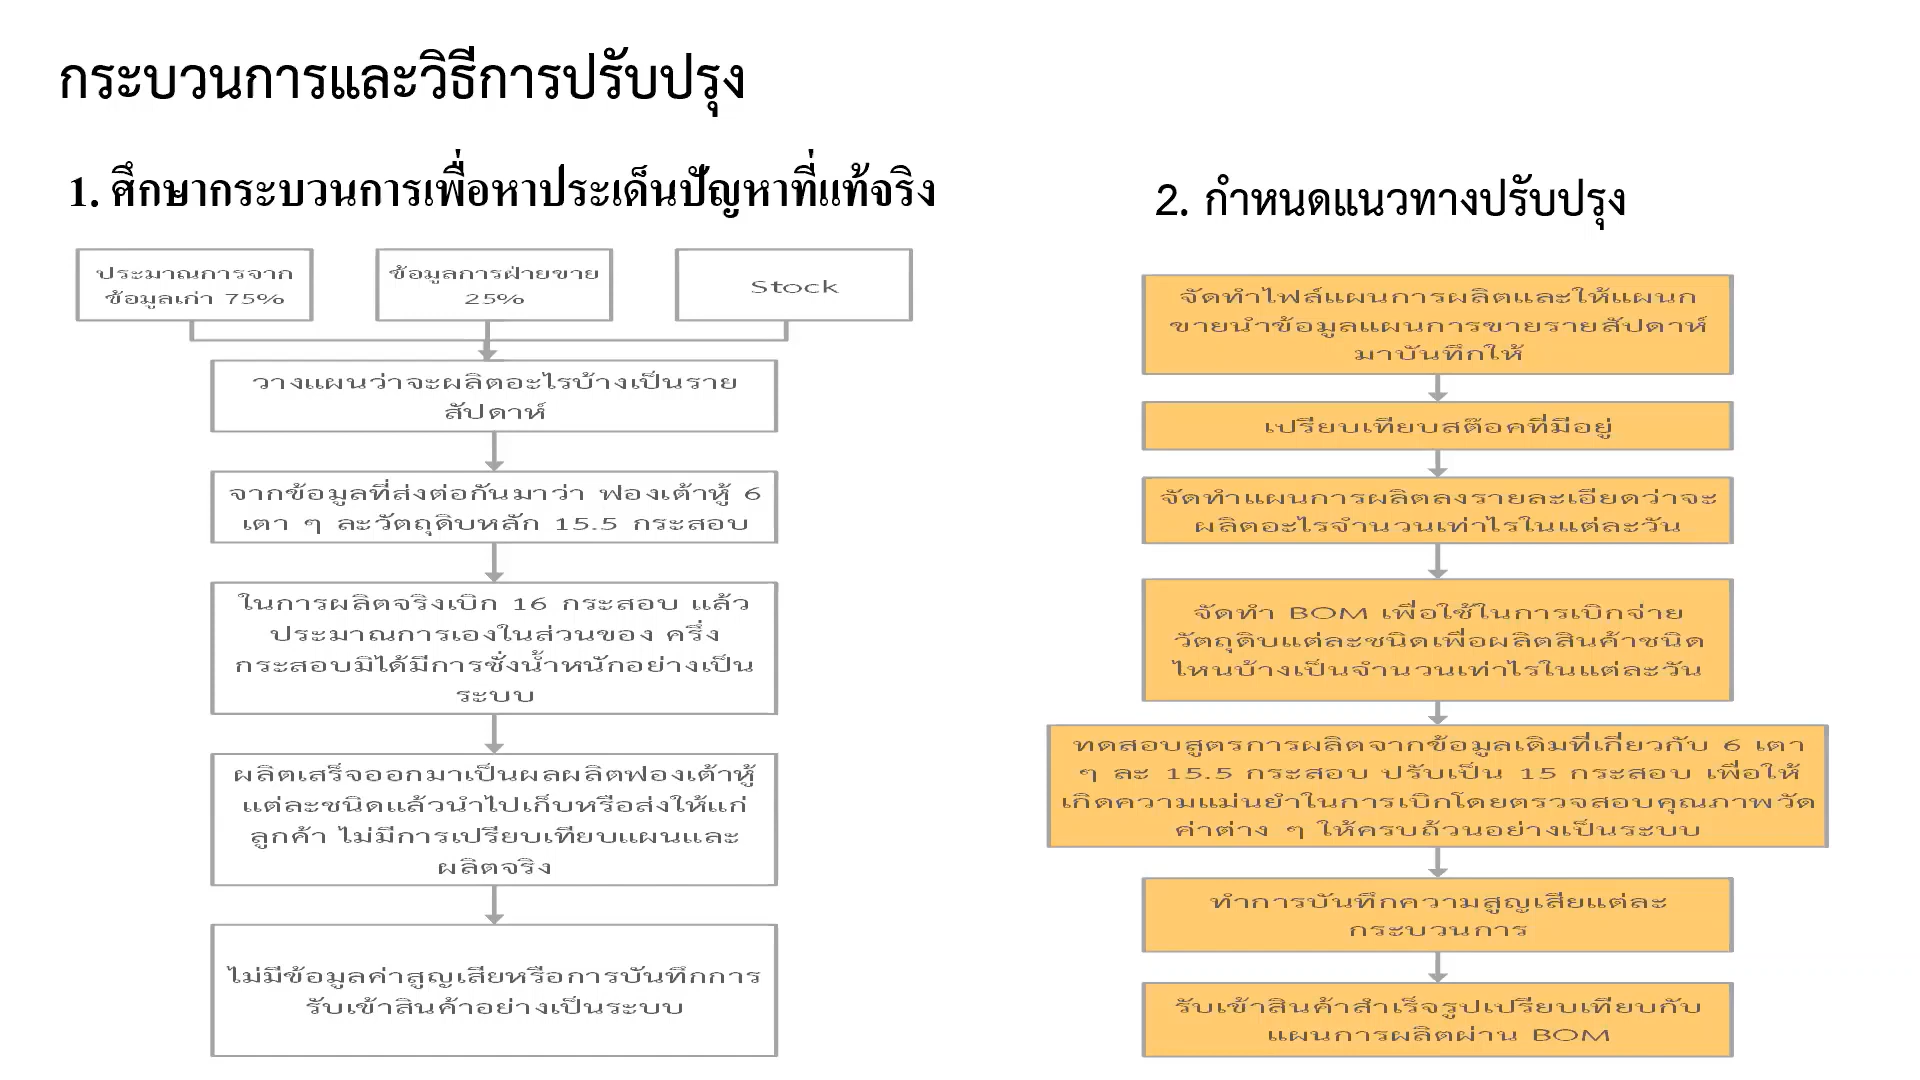 กระบวนการและวิธีการปรับปรุง
1. ศึกษากระบวนการเพื่อหาประเด็นปัญหาที่แท้จริง
ประมาณการจาก
ข้อมูลเก่า 75%
ข้อมูลการฝ่ายขาย
25%
Stock
วางแผนว่าจะผลิตอะไรบ้างเป็นราย
สัปดาห์
จากข้อมูลที่ส่งต่อกันมาว่า ฟองเต้าหู้ 6
เตา ๆ ละวัตถุดิบหลัก 15.5 กระสอบ
ในการผลิตจริงเบิก 16 กระสอบ แล้ว
ประมาณการเองในส่วนของ ครึ่ง
กระสอบมิได้มีการชั่งน้ำหนักอย่างเป็น
ระบบ
ผลิตเสร็จออกมาเป็นผลผลิตฟองเต้าหู้
แต่ละชนิดแล้วนำไปเก็บหรือส่งให้แก่
ลูกค้า ไม่มีการเปรียบเทียบแผนและ
ผลิตจริง
ไม่มีข้อมูลค่าสูญเสียหรือการบันทึกการ
รับเข้าสินค้าอย่างเป็นระบบ
2. กำหนดแนวทางปรับปรุง
จัดทำไฟล์แผนการผลิตและให้แผนก
ขายนำข้อมูลแผนการขายรายสัปดาห์
มาบันทึกให้
เปรียบเทียบสต๊อคที่มีอยู่
จัดทำแผนการผลิตลงรายละเอียดว่าจะ
ผลิตอะไรจำนวนเท่าไรในแต่ละวัน
จัดทำ BOM เพื่อใช้ในการเบิกจ่าย
วัตถุดิบแต่ละชนิดเพื่อผลิตสินค้าชนิด
ไหนบ้างเป็นจำนวนเท่าไรในแต่ละวัน
ทดสอบสูตรการผลิตจากข้อมูลเดิมที่เกี่ยวกับ 6 เตา
ๆ ละ 15.5 กระสอบ ปรับเป็น 15 กระสอบ เพื่อให้
เกิดความแม่นยำในการเบิกโดยตรวจสอบคุณภาพวัด
ค่าต่าง ๆ ให้ครบถ้วนอย่างเป็นระบบ
ทำการบันทึกความสูญเสียแต่ละ
กระบวนการ
รับเข้าสินค้าสำเร็จรูปเปรียบเทียบกับ
แผนการผลิตผ่าน BOM